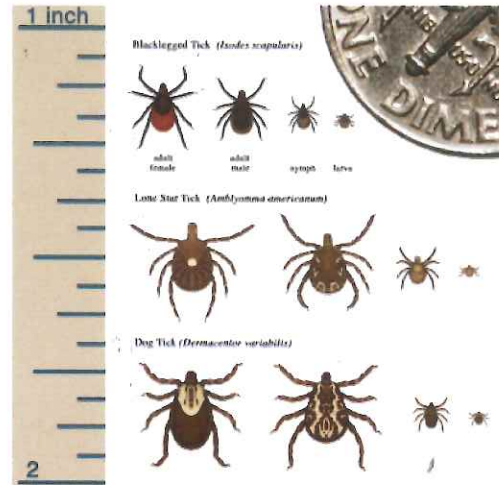 1 inch
ONE DIME
Blacklegged Tick (Ixodes scapularis)
adult female
adult male
nymph
larva
Lone Star Tick (Amblyomma americanum)
Dog Tick (Dermacentor variabilis)
2